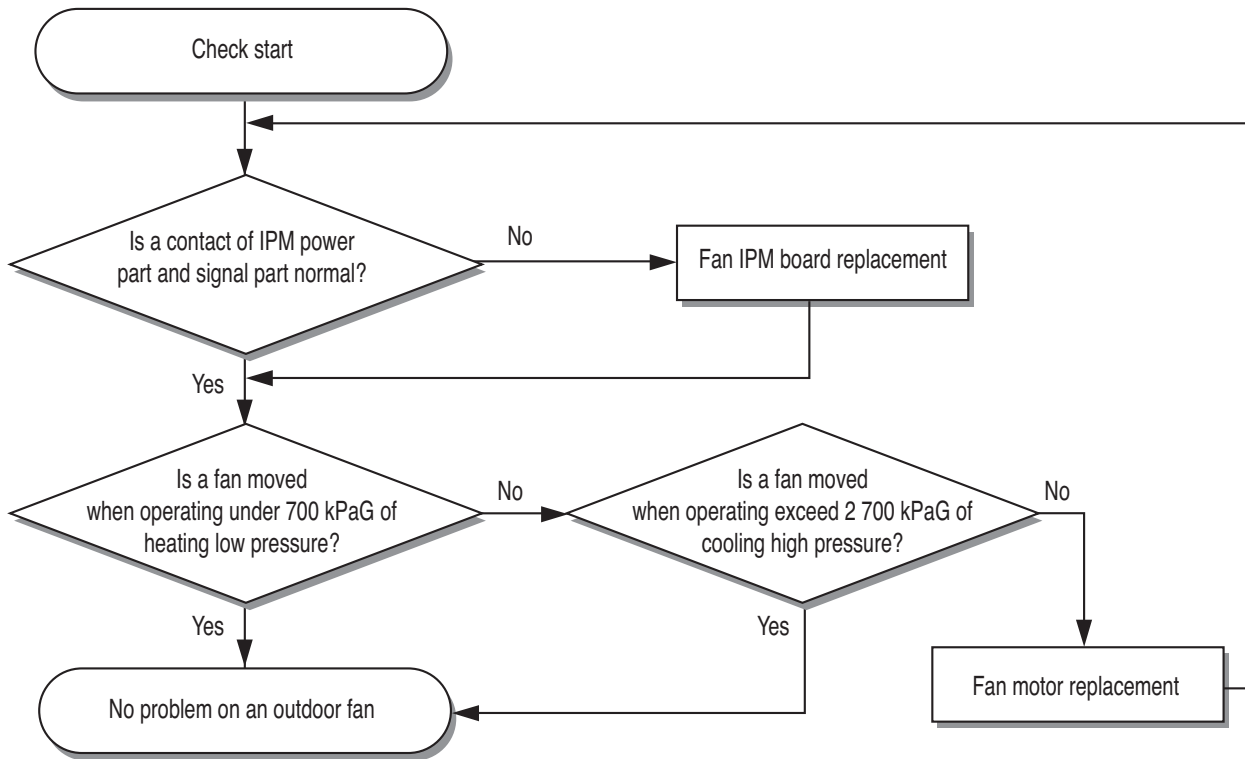 Check start
Is a contact of IPM power
part and signal part normal?
No
Fan IPM board replacement
Yes
Is a fan moved
when operating under 700 kPaG of
heating low pressure?
No
Is a fan moved
when operating exceed 2 700 kPaG of
cooling high pressure?
No
Yes
Yes
No problem on an outdoor fan
Fan motor replacement